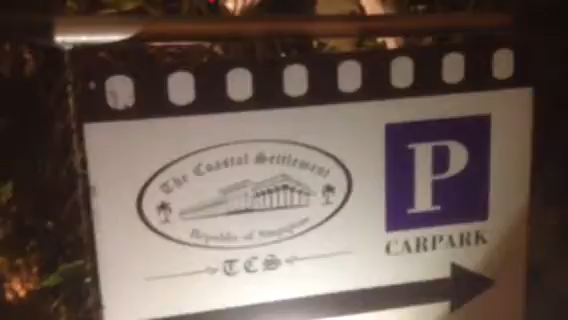 The Coastal Settlement
Republic of Singapore
TCS
P
CARPARK